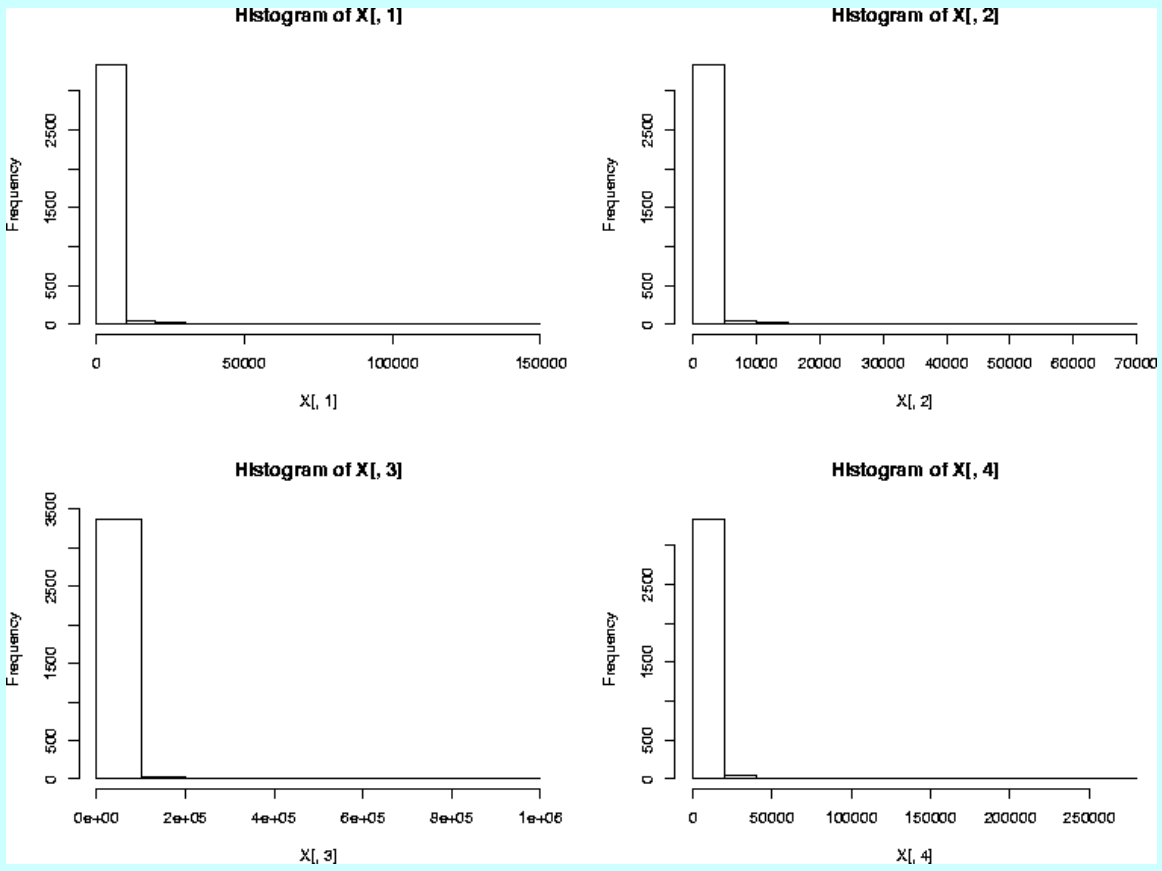 Histogram of X[, 1]
Histogram of X[, 2]
Frequency
0
500
1500
2500
0
50000
100000
150000
X[, 1]
Frequency
0
500
1500
2500
0
10000
20000
30000
40000
50000
60000
70000
X[, 2]
Histogram of X[, 3]
Histogram of X[, 4]
Frequency
0
500
1500
2500
3500
0e+00
2e+05
4e+05
6e+05
8e+05
1e+06
X[, 3]
Frequency
0
500
1500
2500
0
50000
100000
150000
200000
250000
X[, 4]